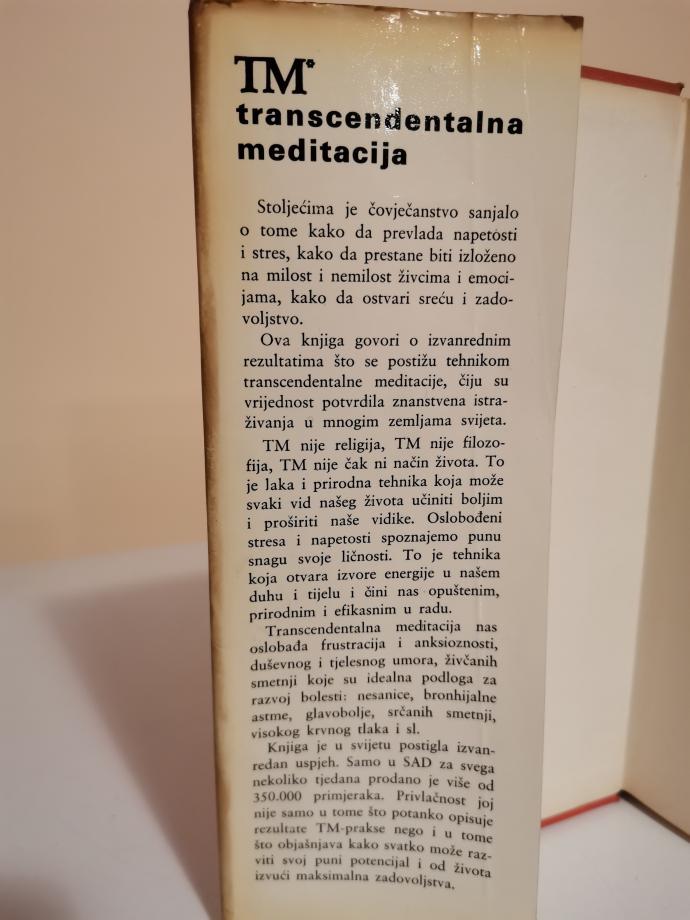 TM*
transcendentalna
meditacija
Stoljećima je čovječanstvo sanjalo
o tome kako da prevlada napetosti
i stres, kako da prestane biti izloženo
na milost i nemilost živcima i emoci-
jama, kako da ostvari sreću i zado-
voljstvo.
Ova knjiga govori o izvanrednim
rezultatima što se postižu tehnikom
transcendentalne meditacije, čiju su
vrijednost potvrdila znanstvena istra-
živanja u mnogim zemljama svijeta.
TM nije religija, TM nije filozo-
fija, TM nije čak ni način života. To
je laka i prirodna tehnika koja može
svaki vid našeg života učiniti boljim
i proširiti naše vidike. Oslobođeni
stresa i napetosti spoznajemo punu
snagu svoje ličnosti. To je tehnika
koja otvara izvore energije u našem
duhu i tijelu i čini nas opuštenim,
prirodnim i efikasnim u radu.
Transcendentalna meditacija nas
oslobađa frustracija i anksioznosti,
duševnog i tjelesnog umora, živčanih
smetnji koje su idealna podloga za
razvoj bolesti: nesanice, bronhijalne
astme, glavobolje, srčanih smetnji,
visokog krvnog tlaka i sl.
Knjiga je u svijetu postigla izvan-
redan uspjeh. Samo u SAD za svega
nekoliko tjedana prodano je više od
350.000 primjeraka. Privlačnost joj
nije samo u tome što potanko opisuje
rezultate TM-prakse nego i u tome
što objašnjava kako svatko može raz-
viti svoj puni potencijal i od života
izvući maksimalna zadovoljstva.